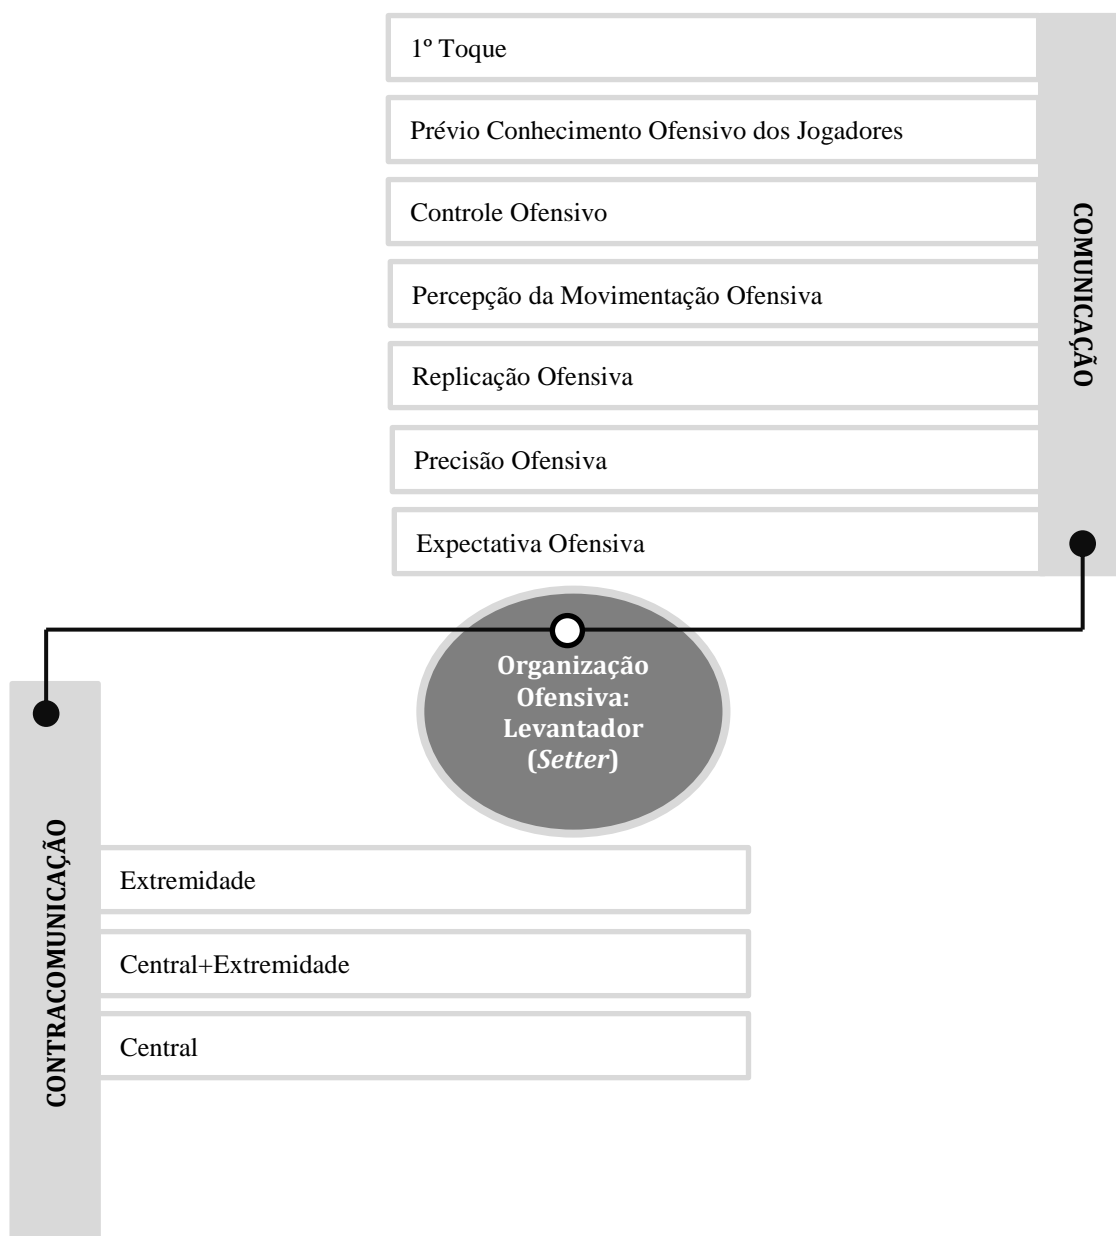 1º Toque
Prévio Conhecimento Ofensivo dos Jogadores
Controle Ofensivo
Percepção da Movimentação Ofensiva
Replicação Ofensiva
Precisão Ofensiva
Expectativa Ofensiva
COMUNICAÇÃO
Organização
Ofensiva:
Levantador
(Setter)
CONTRACOMUNICAÇÃO
Extremidade
Central+Extremidade
Central